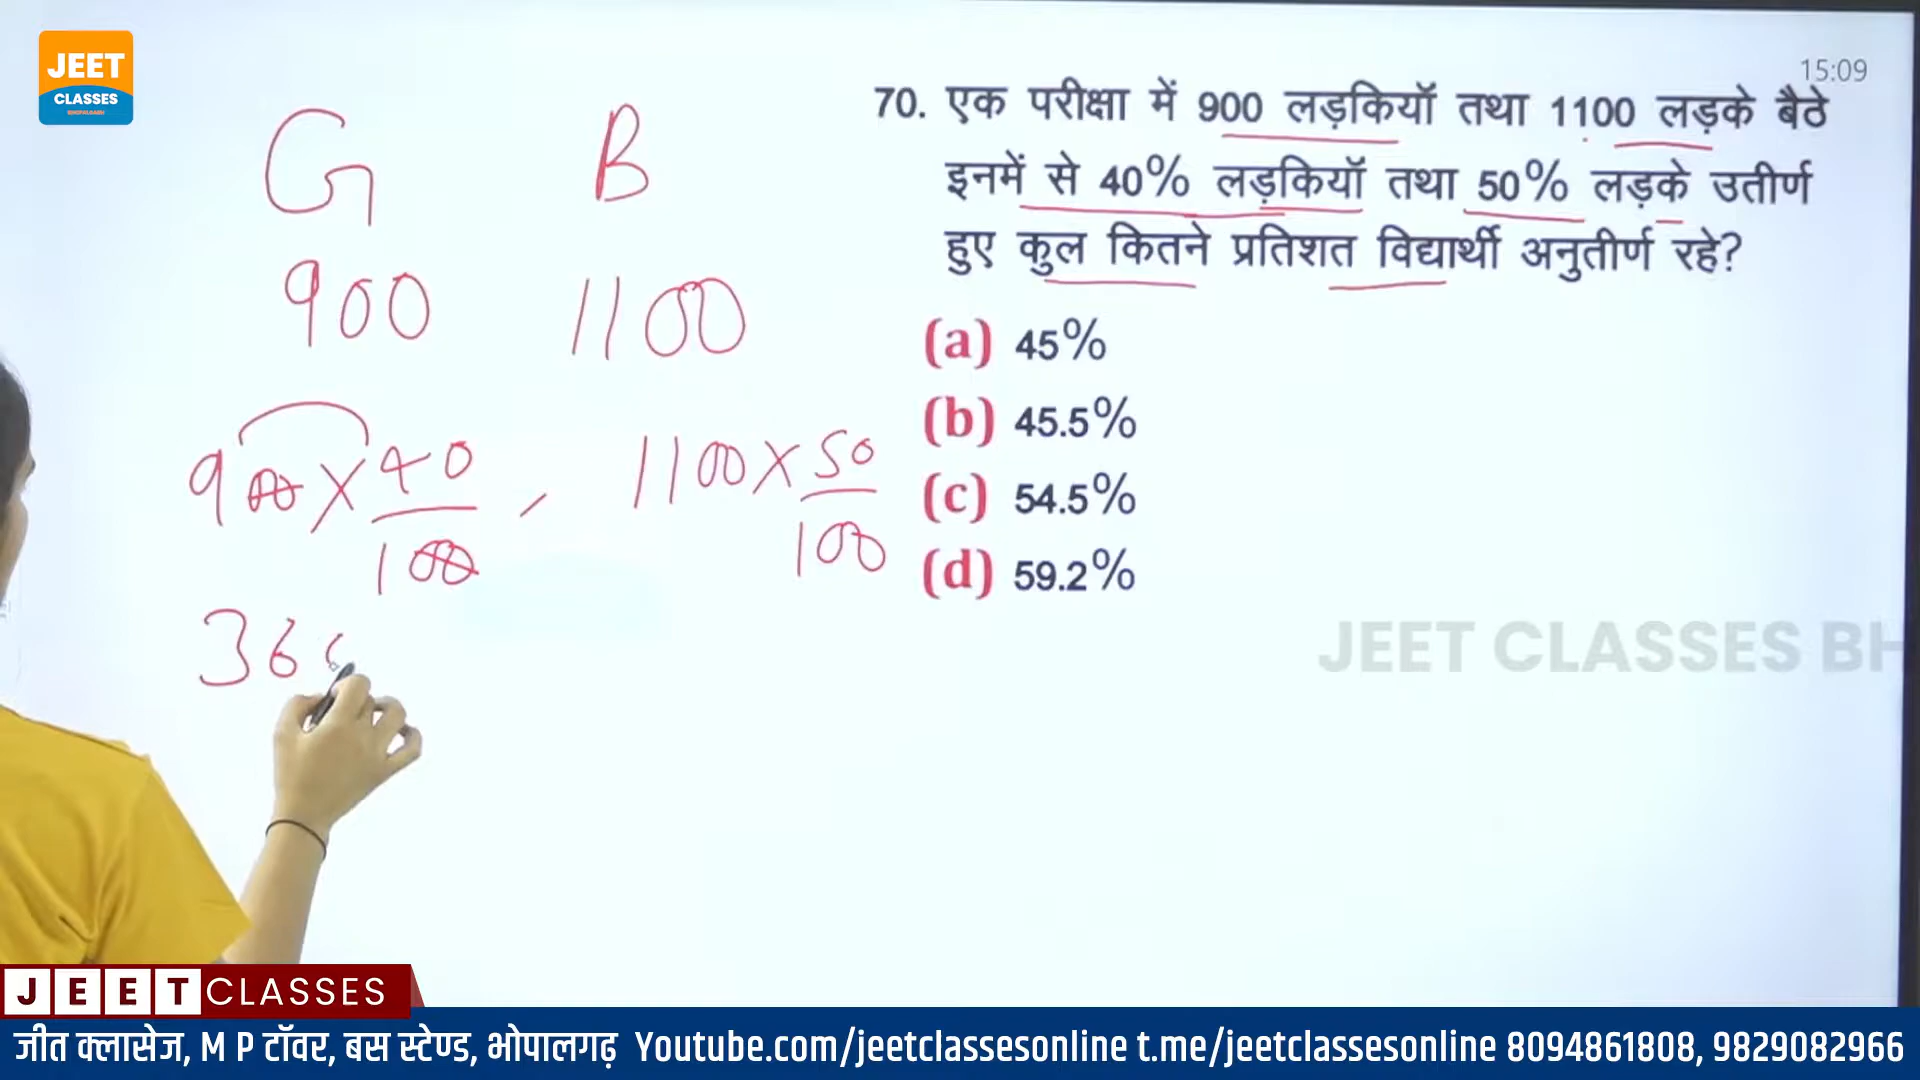 JEET
CLASSES
15:09
70. एक परीक्षा में 900 लड़कियॉ तथा 1100 लड़के बैठे
इनमें से 40% लड़कियॉ तथा 50% लड़के उतीर्ण
हुए कुल कितने प्रतिशत विद्यार्थी अनुतीर्ण रहे?
(a) 45%
(b) 45.5%
(c) 54.5%
(d) 59.2%
G B
900 1100
900 x 40/100 , 1100 x 50/100
36
JEET CLASSES BH
JEET CLASSES
जीत क्लासेज, M P टॉवर, बस स्टेण्ड, भोपालगढ़ Youtube.com/jeetclassesonline t.me/jeetclassesonline 8094861808, 9829082966